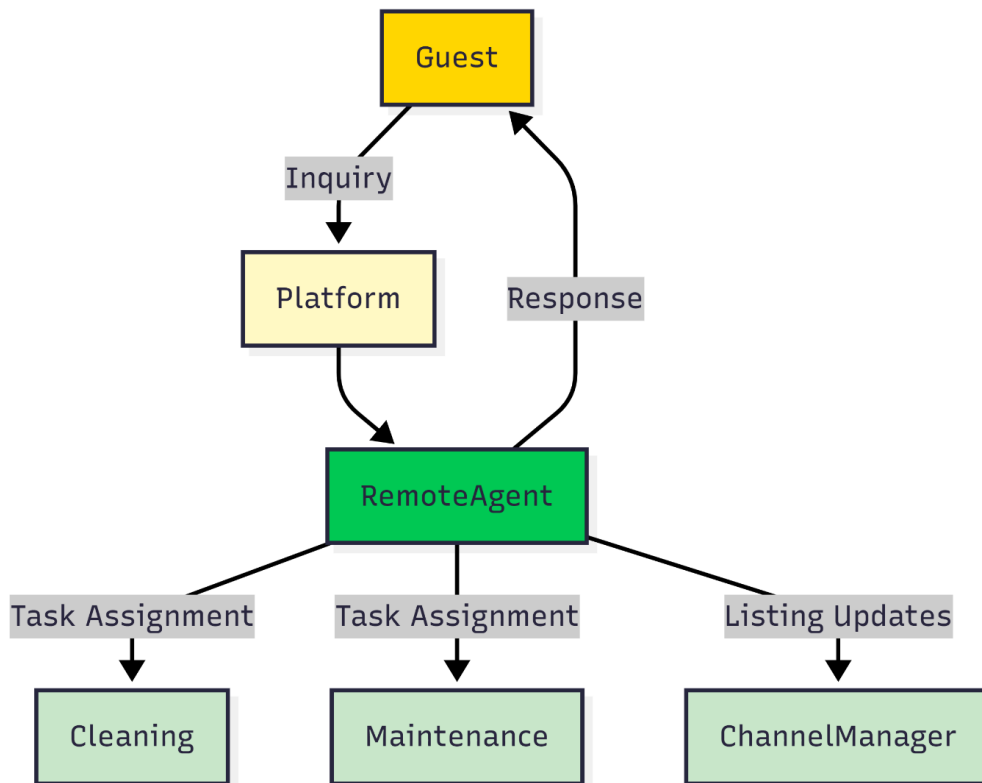 Guest
Inquiry
Platform
Response
RemoteAgent
Task Assignment
Task Assignment
Listing Updates
Cleaning
Maintenance
ChannelManager